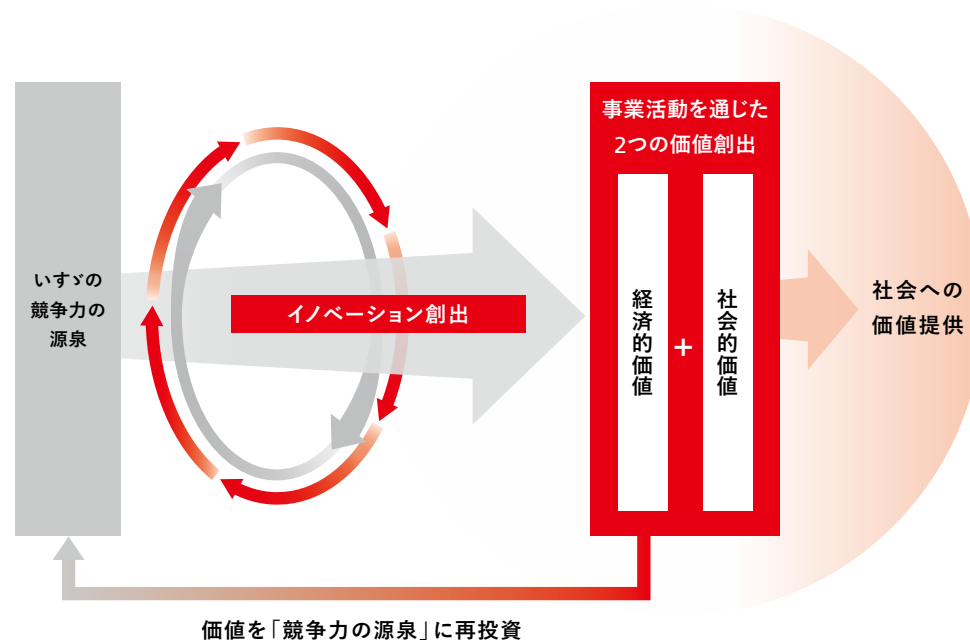 いすゞの
競争力の
源泉
イノベーション創出
事業活動を通じた
2つの価値創出
経済的価値
+
社会的価値
社会への
価値提供
価値を「競争力の源泉」に再投資